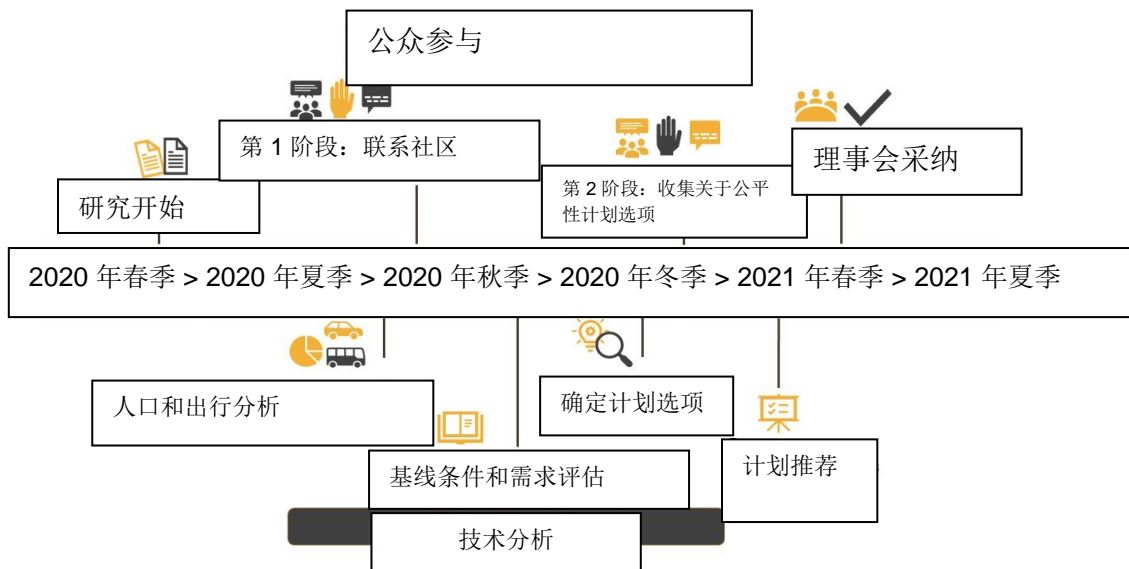 公众参与
第 1 阶段：联系社区
理事会采纳
第 2 阶段：收集关于公平
性计划选项
研究开始
2020 年春季 > 2020 年夏季 > 2020 年秋季 > 2020 年冬季 > 2021 年春季 > 2021 年夏季
人口和出行分析
确定计划选项
计划推荐
基线条件和需求评估
技术分析